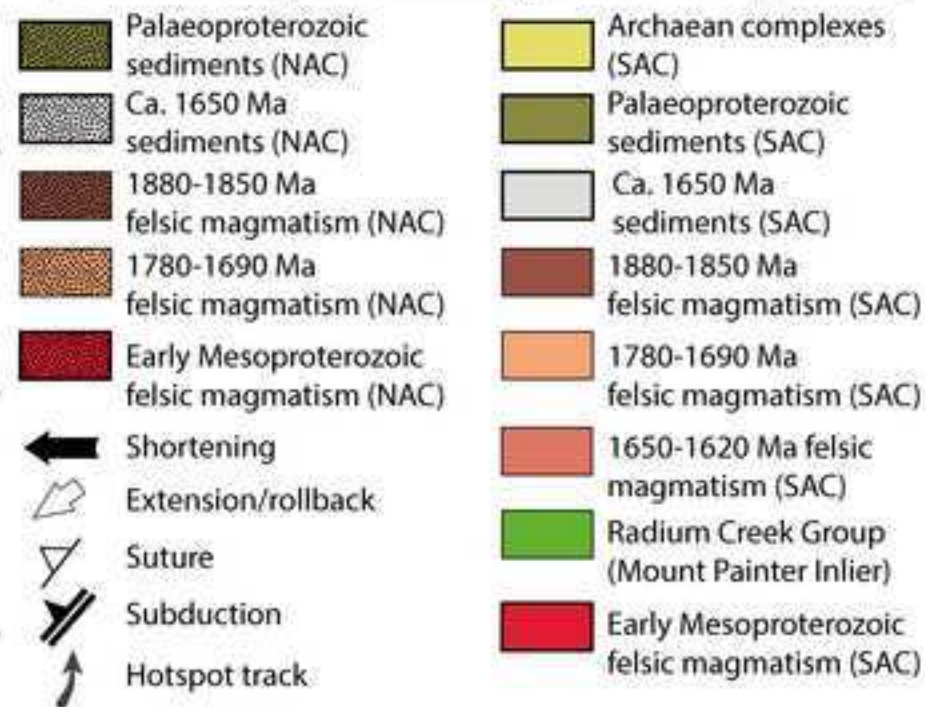 Palaeoproterozoic
sediments (NAC)
Ca. 1650 Ma
sediments (NAC)
1880-1850 Ma
felsic magmatism (NAC)
1780-1690 Ma
felsic magmatism (NAC)
Early Mesoproterozoic
felsic magmatism (NAC)
Shortening
Extension/rollback
Suture
Subduction
Hotspot track
Archaean complexes
(SAC)
Palaeoproterozoic
sediments (SAC)
Ca. 1650 Ma
sediments (SAC)
1880-1850 Ma
felsic magmatism (SAC)
1780-1690 Ma
felsic magmatism (SAC)
1650-1620 Ma felsic
magmatism (SAC)
Radium Creek Group
(Mount Painter Inlier)
Early Mesoproterozoic
felsic magmatism (SAC)